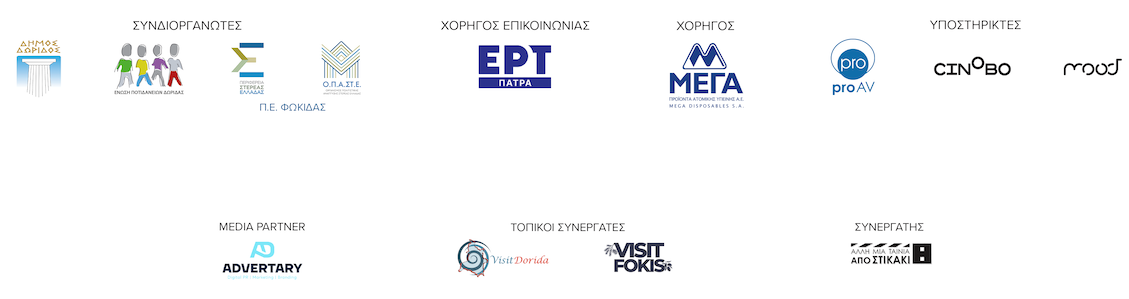 ΣΥΝΔΙΟΡΓΑΝΩΤΕΣ
ΧΟΡΗΓΟΣ ΕΠΙΚΟΙΝΩΝΙΑΣ
ΧΟΡΗΓΟΣ
ΥΠΟΣΤΗΡΙΚΤΕΣ
ΔΗΜΟΣ
ΔΩΡΙΔΟΣ
ΕΝΩΣΗ ΠΟΤΙΔΑΝΕΙΩΝ ΔΩΡΙΔΑΣ
ΠΕΡΙΦΕΡΕΙΑ
ΣΤΕΡΕΑΣ
ΕΛΛΑΔΑΣ
Ο.Π.Α.ΣΤ.Ε.
Π.Ε. ΦΩΚΙΔΑΣ
ΕΡΤ
ΠΑΤΡΑ
ΜΕΓΑ
ΠΡΟΪΟΝΤΑ ΑΤΟΜΙΚΗΣ ΥΓΙΕΙΝΗΣ Α.Ε.
MEGA DISPOSABLES S.A.
pro
proAV
CINOBO
mood
MEDIA PARTNER
ΤΟΠΙΚΟΙ ΣΥΝΕΡΓΑΤΕΣ
ΣΥΝΕΡΓΑΤΗΣ
ADVERTARY
VisitDorida
VISIT
FOKIS
ΑΛΛΗ ΜΙΑ ΤΑΙΝΙΑ
ΑΠΟ ΣΤΙΚΑΚΙ